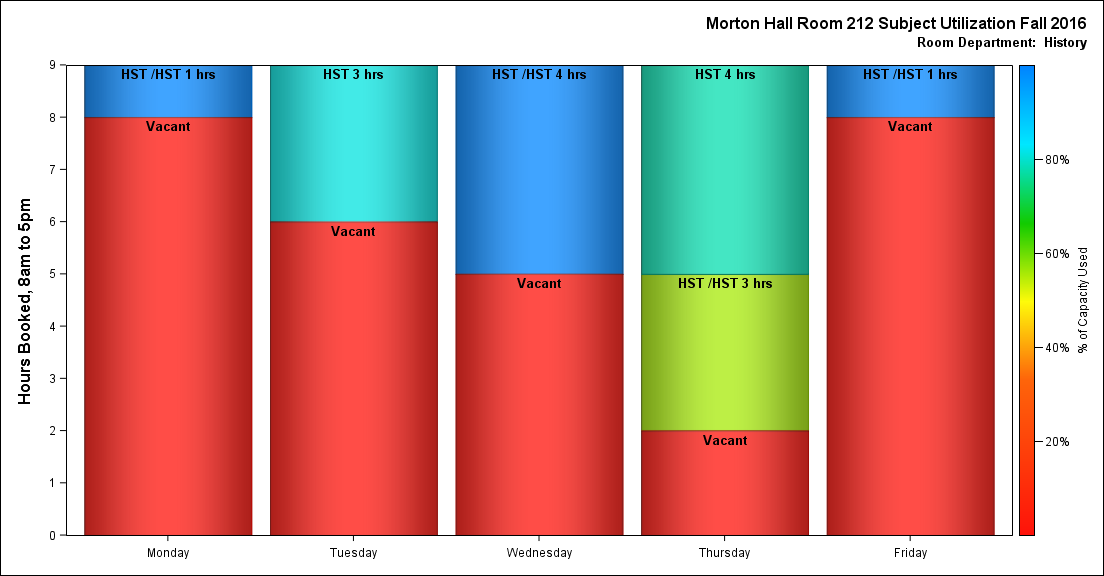 Morton Hall Room 212 Subject Utilization Fall 2016
Room Department:  History
Hours Booked, 8am to 5pm
9
8
7
6
5
4
3
2
1
0
HST /HST 1 hrs
Vacant
HST 3 hrs
Vacant
HST /HST 4 hrs
Vacant
HST 4 hrs
HST /HST 3 hrs
Vacant
HST /HST 1 hrs
Vacant
Monday
Tuesday
Wednesday
Thursday
Friday
80%
60%
40%
20%
% of Capacity Used